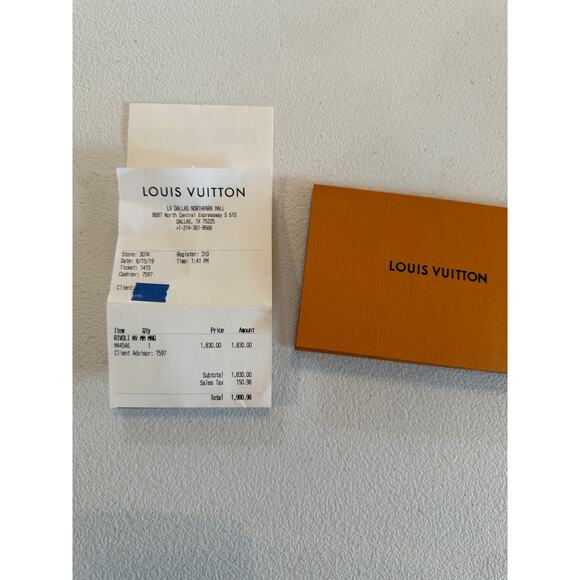 LOUIS VUITTON
LV DALLAS NORTHPARK MALL
8687 North Central Expressway S 610
DALLAS, TX 75225
+1-214-361-8566
Store: 3074 Register: 310
Date: 6/15/19 Time: 1:41 PM
Ticket: 1415
Cashier: 7597
Client:
Item Qty Price Amount
RIVOLI NV MM MNG
M44546 1 1,830.00 1,830.00
Client Advisor: 7597
Subtotal 1,830.00
Sales Tax 150.98
Total 1,980.98
LOUIS VUITTON